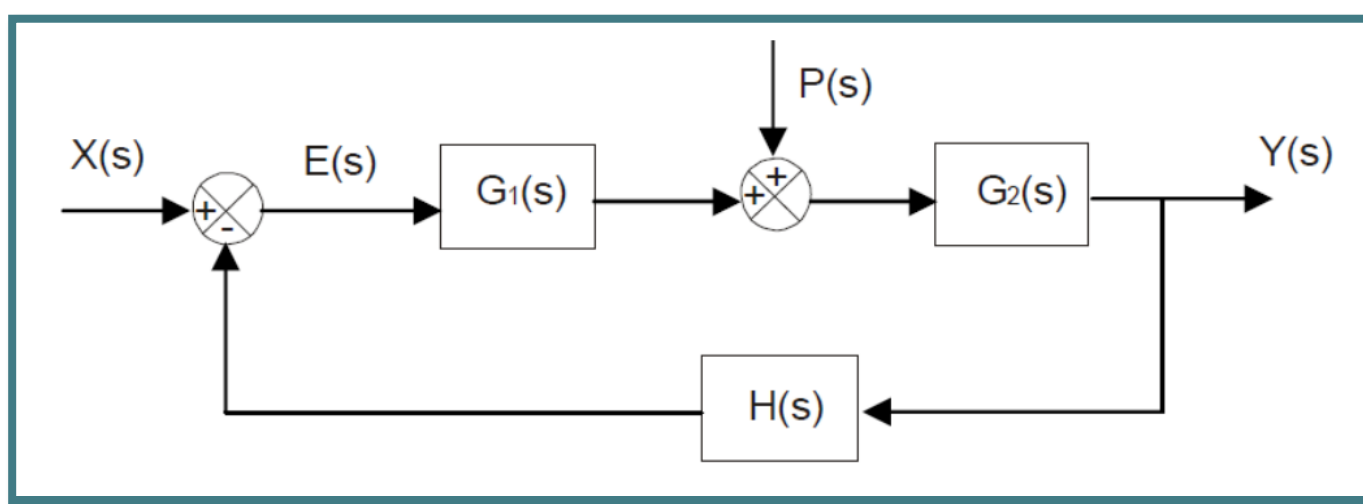 P(s)
X(s)
E(s)
Y(s)
+
-
G₁(s)
+
+
G₂(s)
H(s)